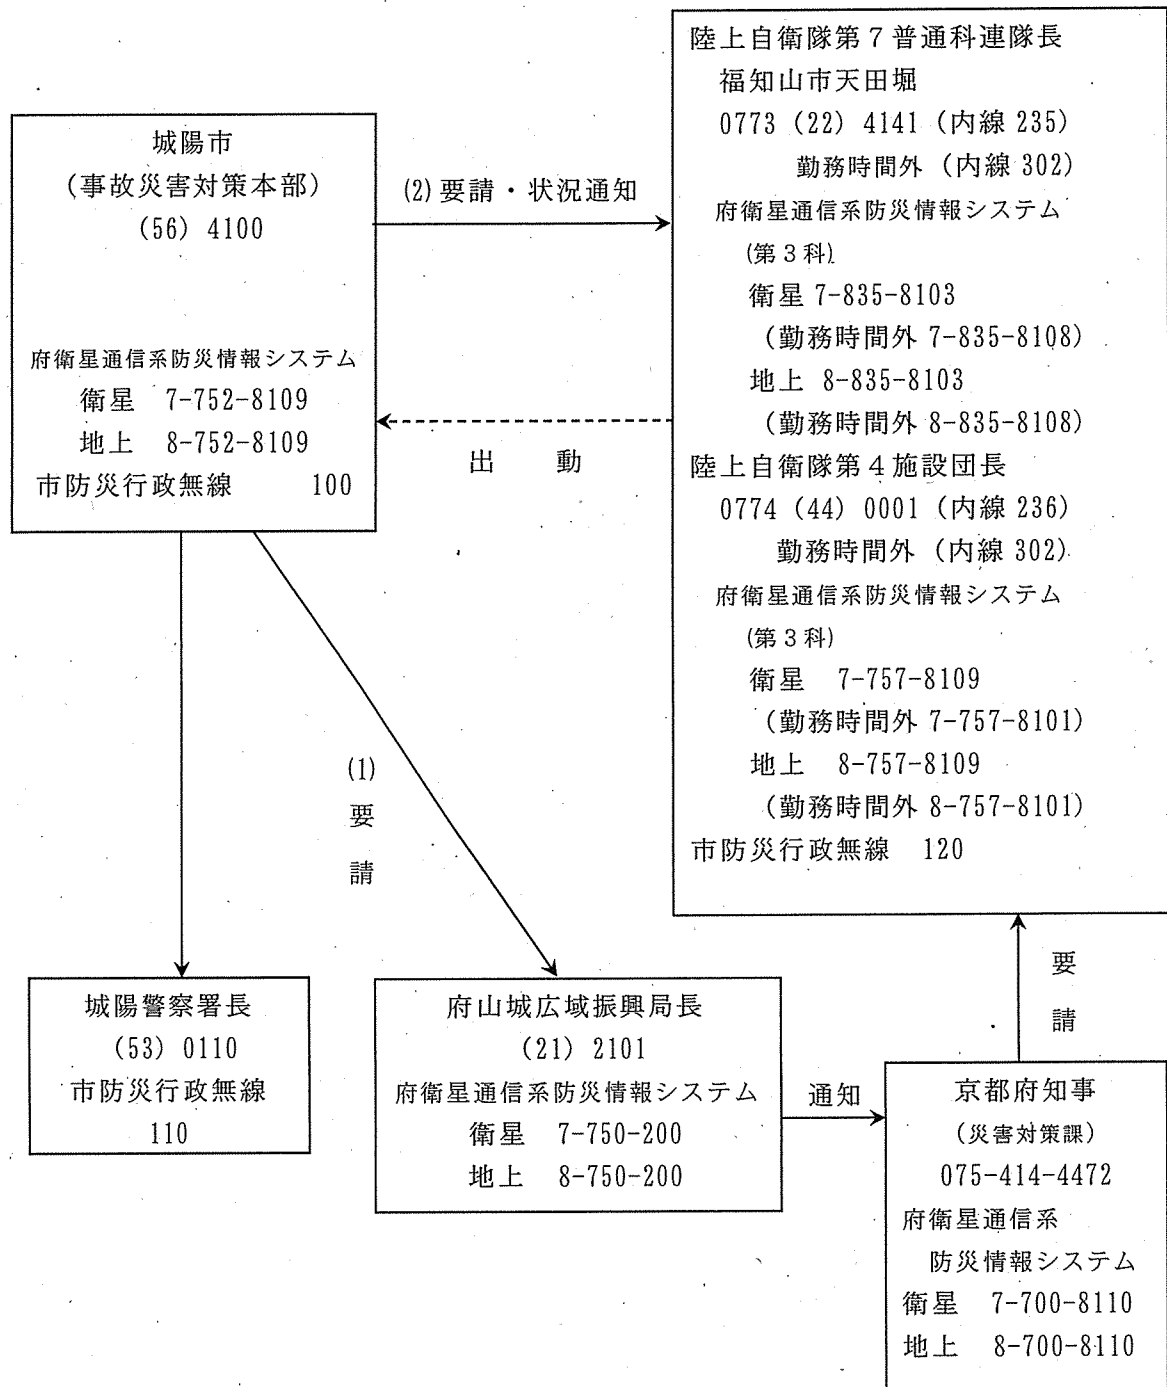 陸上自衛隊第7普通科連隊長
福知山市天田堀
0773 (22) 4141 (内線 235)
勤務時間外 (内線 302)
府衛星通信系防災情報システム
(第3科)
衛星 7-835-8103
(勤務時間外 7-835-8108)
地上 8-835-8103
(勤務時間外 8-835-8108)
陸上自衛隊第4施設団長
0774 (44) 0001 (内線 236)
勤務時間外 (内線 302)
府衛星通信系防災情報システム
(第3科)
衛星 7-757-8109
(勤務時間外 7-757-8101)
地上 8-757-8109
(勤務時間外 8-757-8101)
市防災行政無線 120
城陽市
(事故災害対策本部)
(56) 4100
府衛星通信系防災情報システム
衛星 7-752-8109
地上 8-752-8109
市防災行政無線 100
(2)要請・状況通知
出 動
(1)
要
請
城陽警察署長
(53) 0110
市防災行政無線
110
府山城広域振興局長
(21) 2101
府衛星通信系防災情報システム
衛星 7-750-200
地上 8-750-200
通知
要
請
京都府知事
(災害対策課)
075-414-4472
府衛星通信系
防災情報システム
衛星 7-700-8110
地上 8-700-8110